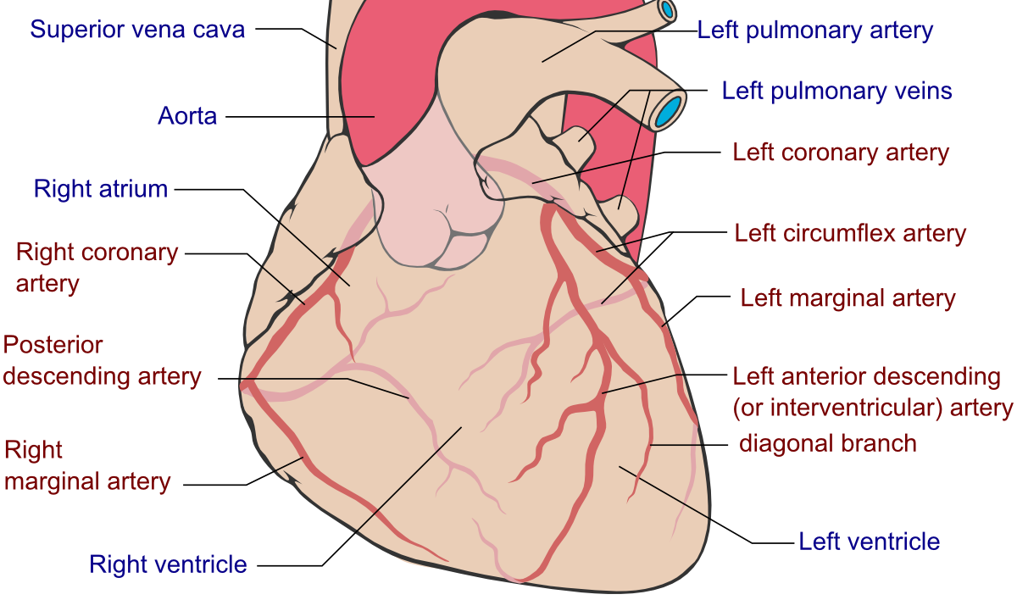 Superior vena cava
Left pulmonary artery
Left pulmonary veins
Aorta
Left coronary artery
Right atrium
Left circumflex artery
Right coronary
artery
Left marginal artery
Posterior
descending artery
Left anterior descending
(or interventricular) artery
diagonal branch
Right
marginal artery
Left ventricle
Right ventricle